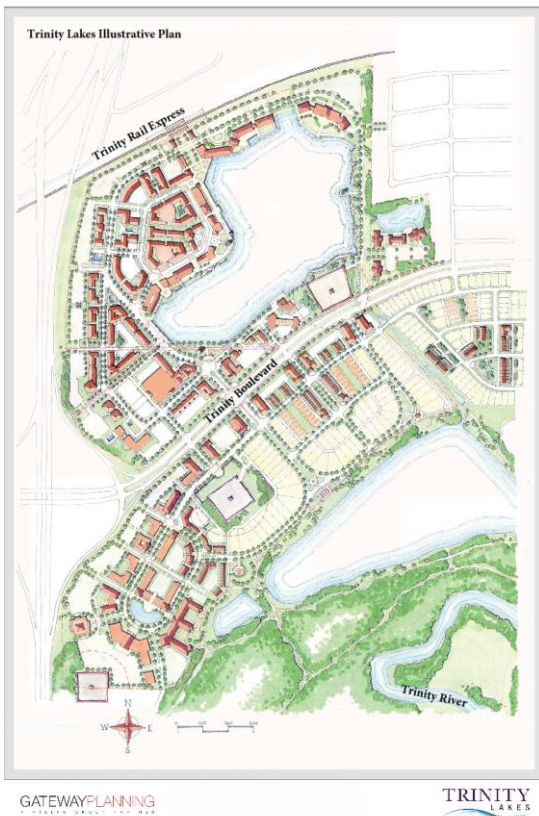 Trinity Lakes Illustrative Plan
Trinity Rail Express
Trinity Boulevard
Trinity River
N
W E
S
GATEWAYPLANNING
TRINITY
LAKES